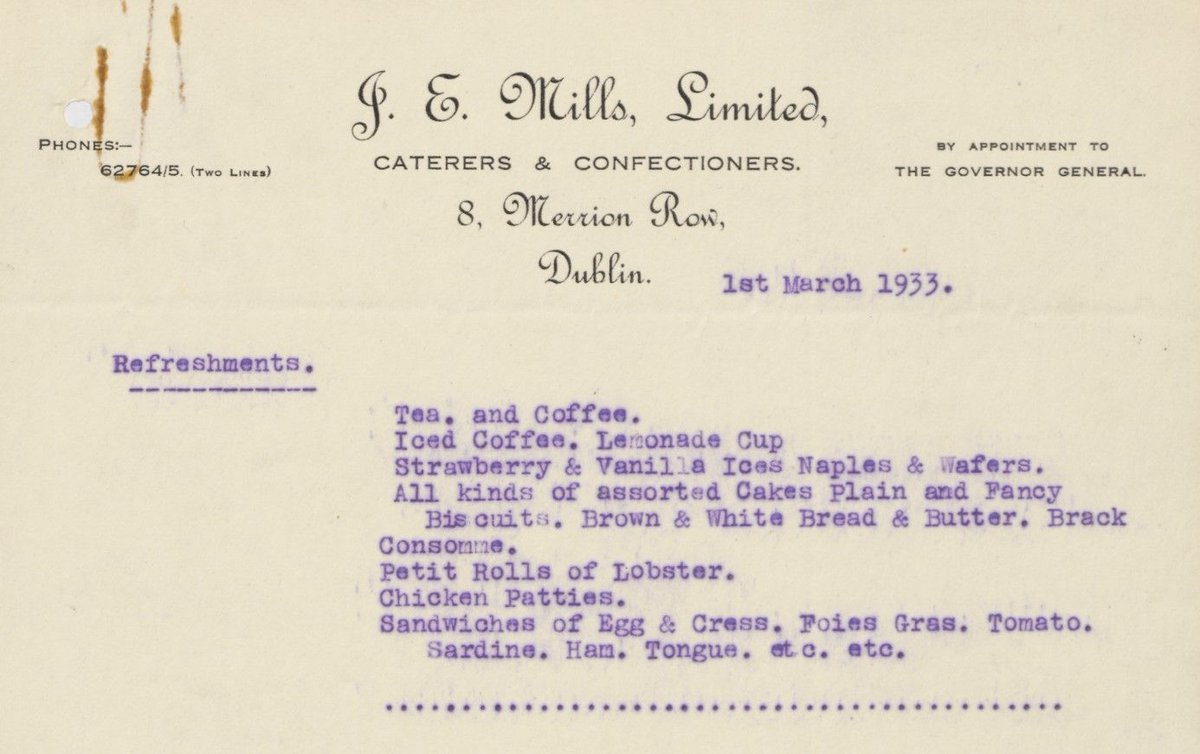 J. E. Mills, Limited,
CATERERS & CONFECTIONERS.
8, Merrion Row,
Dublin.
PHONES:—
62764/5. (TWO LINES)
BY APPOINTMENT TO
THE GOVERNOR GENERAL.
1st March 1933.
Refreshments.
Tea. and Coffee.
Iced Coffee. Lemonade Cup
Strawberry & Vanilla Ices Naples & Wafers.
All kinds of assorted Cakes Plain and Fancy
Biscuits. Brown & White Bread & Butter. Brack
Consomme.
Petit Rolls of Lobster.
Chicken Patties.
Sandwiches of Egg & Cress. Foies Gras. Tomato.
Sardine. Ham. Tongue. etc. etc.